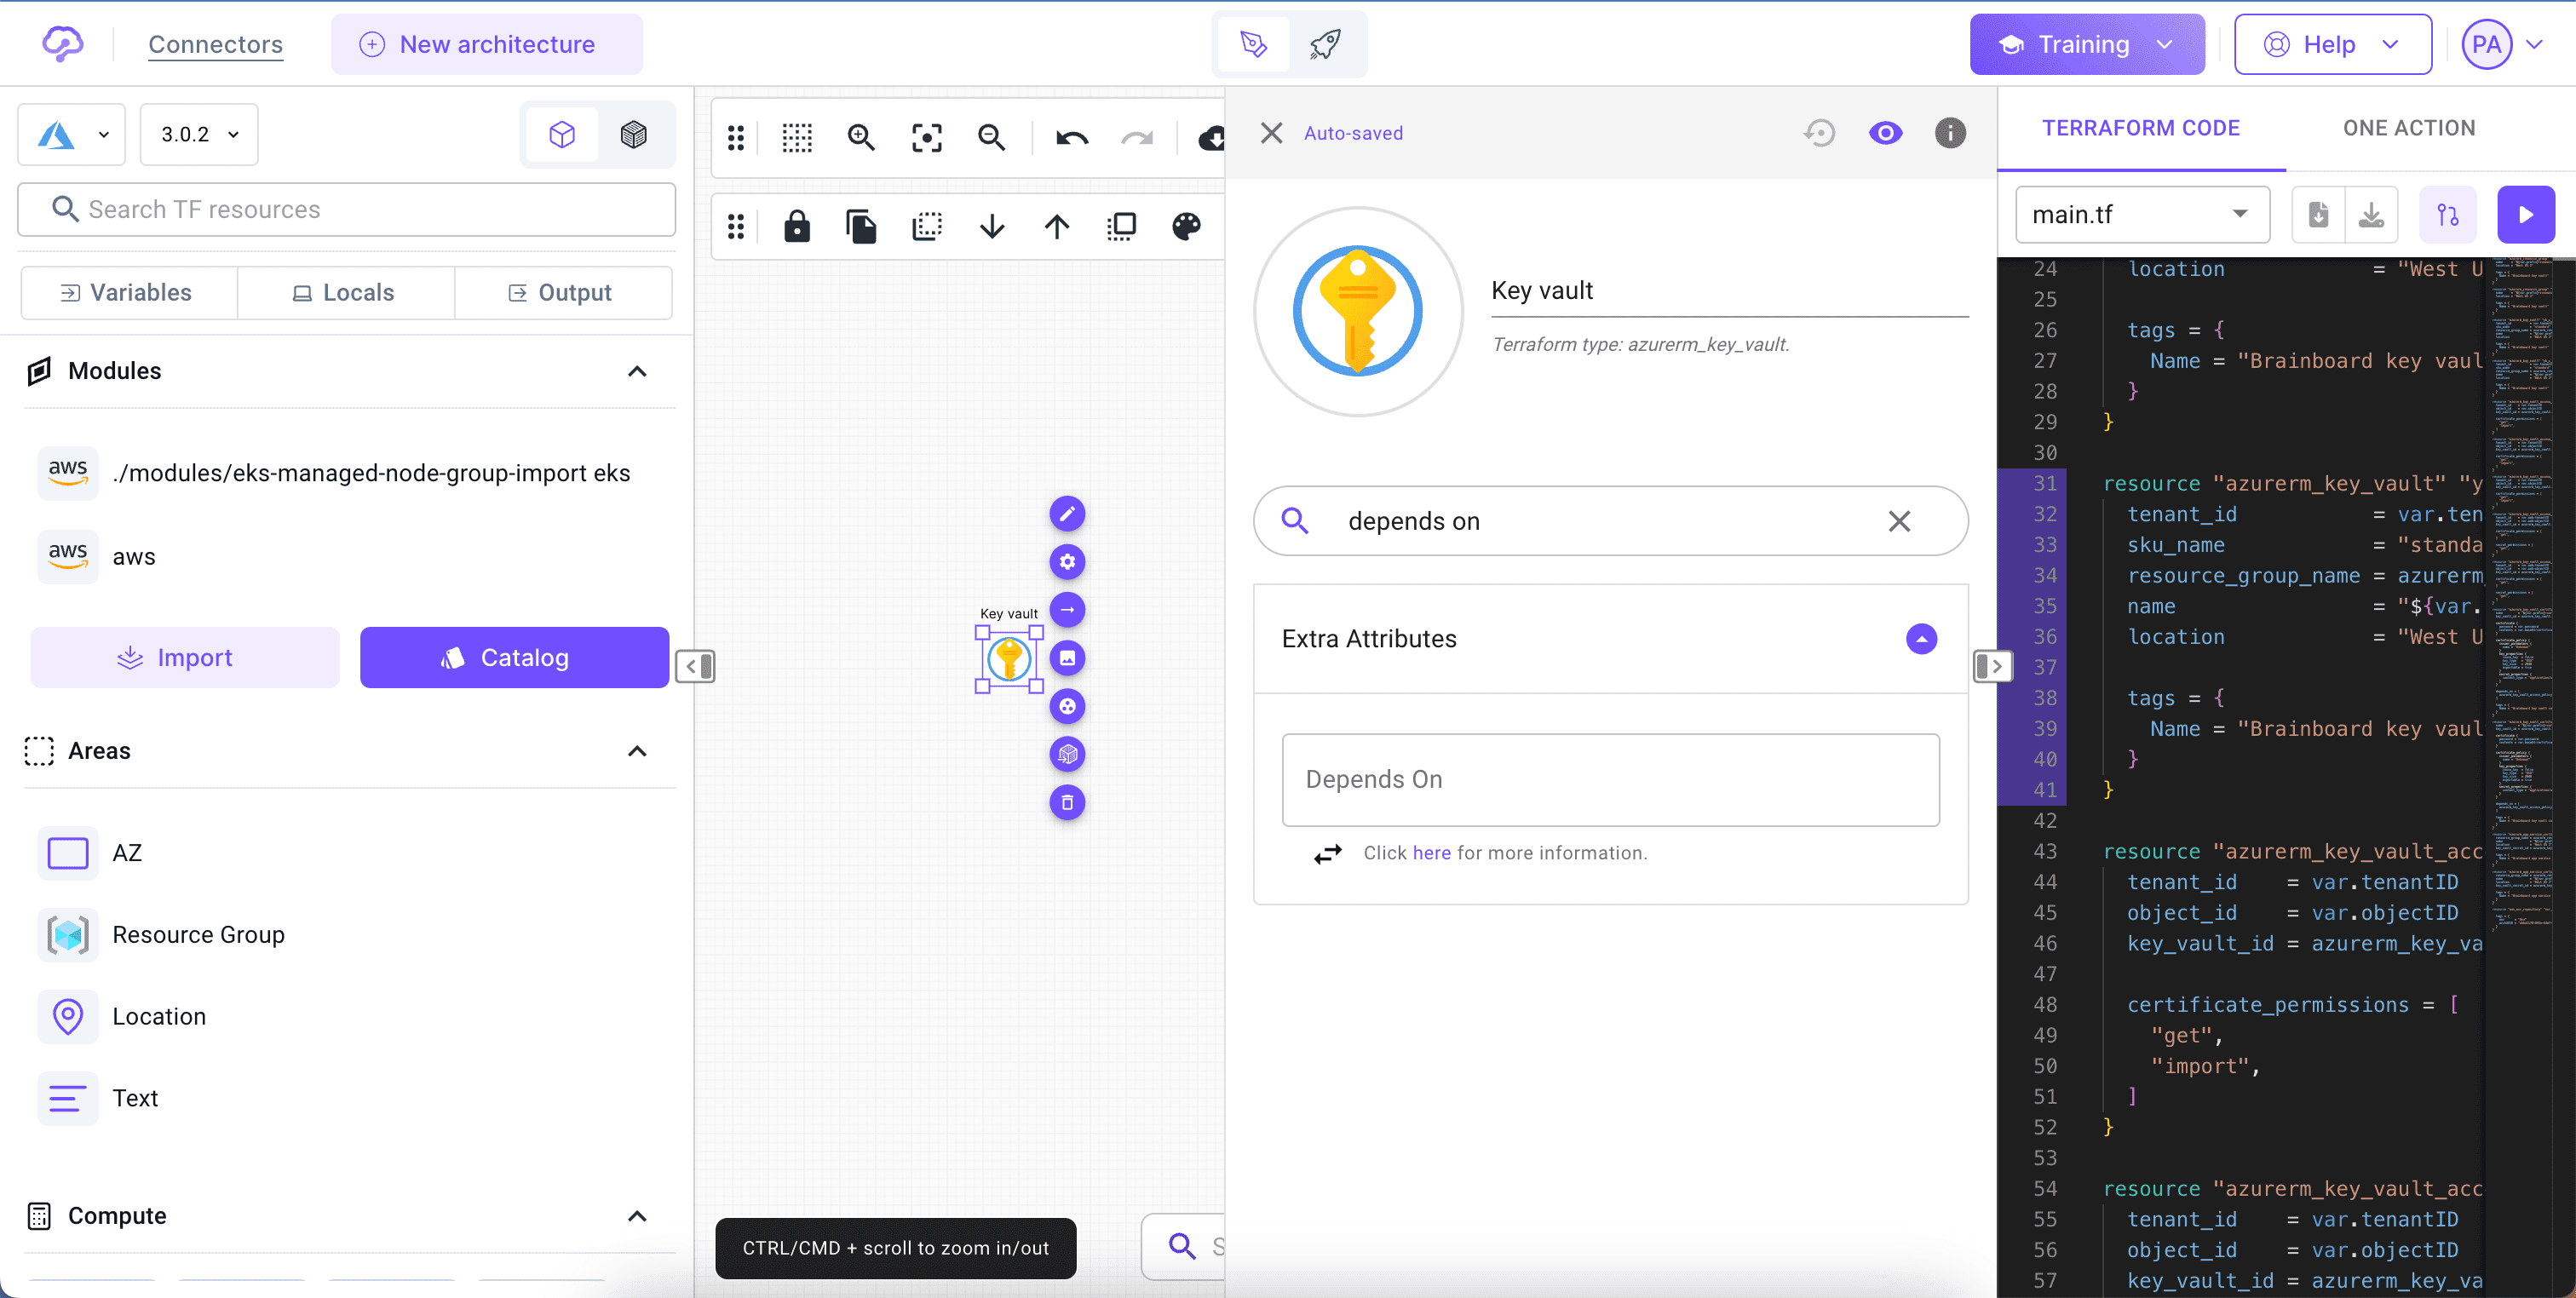 Connectors
New architecture
Training
Help
PA
3.0.2
Search TF resources
Variables
Locals
Output
Modules
aws
./modules/eks-managed-node-group-import eks
aws
aws
Import
Catalog
Areas
AZ
Resource Group
Location
Text
Compute
Key vault
CTRL/CMD + scroll to zoom in/out
S
Auto-saved
Key vault
Terraform type: azurerm_key_vault.
depends on
Extra Attributes
Depends On
Click here for more information.
TERRAFORM CODE
ONE ACTION
main.tf
24 location = "West U
25
26 tags = {
27 Name = "Brainboard key vaul
28 }
29 }
30
31 resource "azurerm_key_vault" "y
32 tenant_id = var.ten
33 sku_name = "standa
34 resource_group_name = azurerm_
35 name = "${var.
36 location = "West U
37
38 tags = {
39 Name = "Brainboard key vaul
40 }
41 }
42
43 resource "azurerm_key_vault_acc
44 tenant_id = var.tenantID
45 object_id = var.objectID
46 key_vault_id = azurerm_key_va
47
48 certificate_permissions = [
49 "get",
50 "import",
51 ]
52 }
53
54 resource "azurerm_key_vault_acc
55 tenant_id = var.tenantID
56 object_id = var.objectID
57 key_vault_id = azurerm_key_va